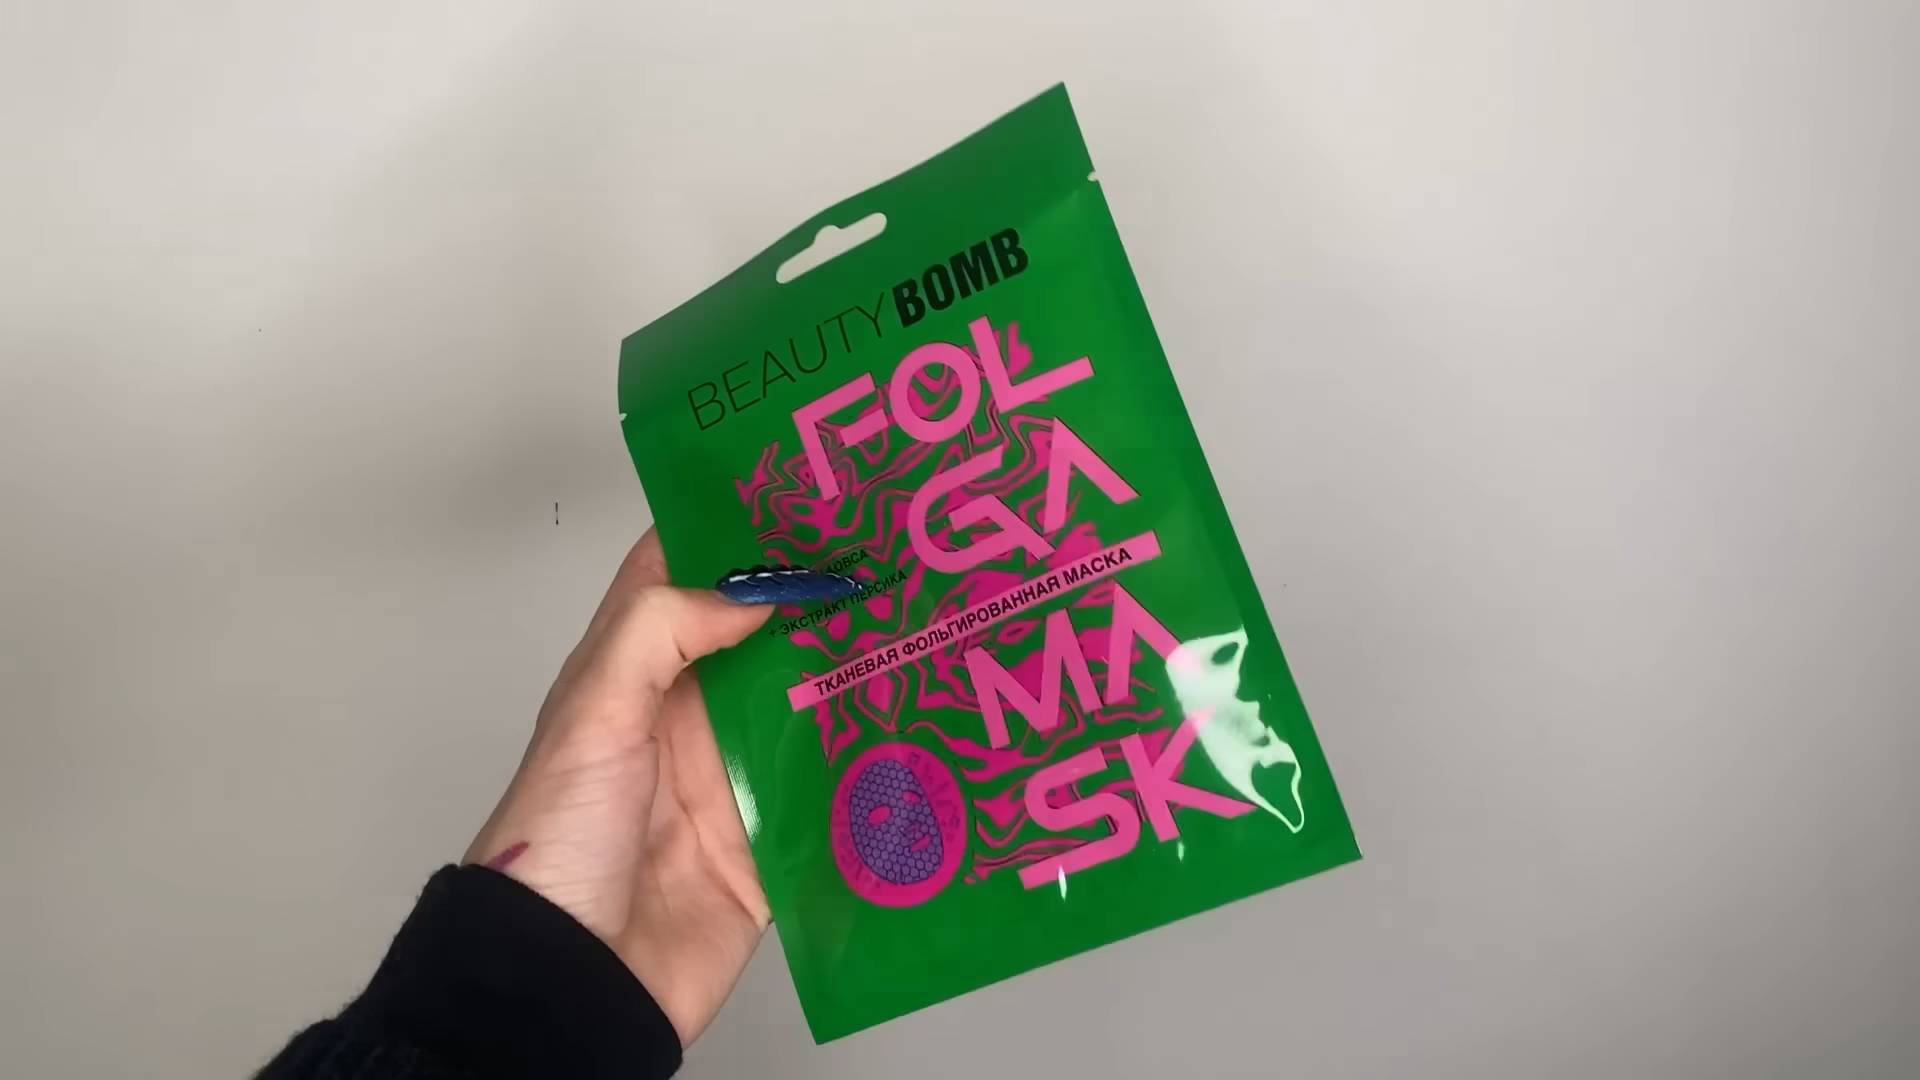 BEAUTY BOMB
FOL
GA
+ ЭКСТРАКТ ПЕРСИКА
ТКАНЕВАЯ ФОЛЬГИРОВАННАЯ МАСКА
MA
SK